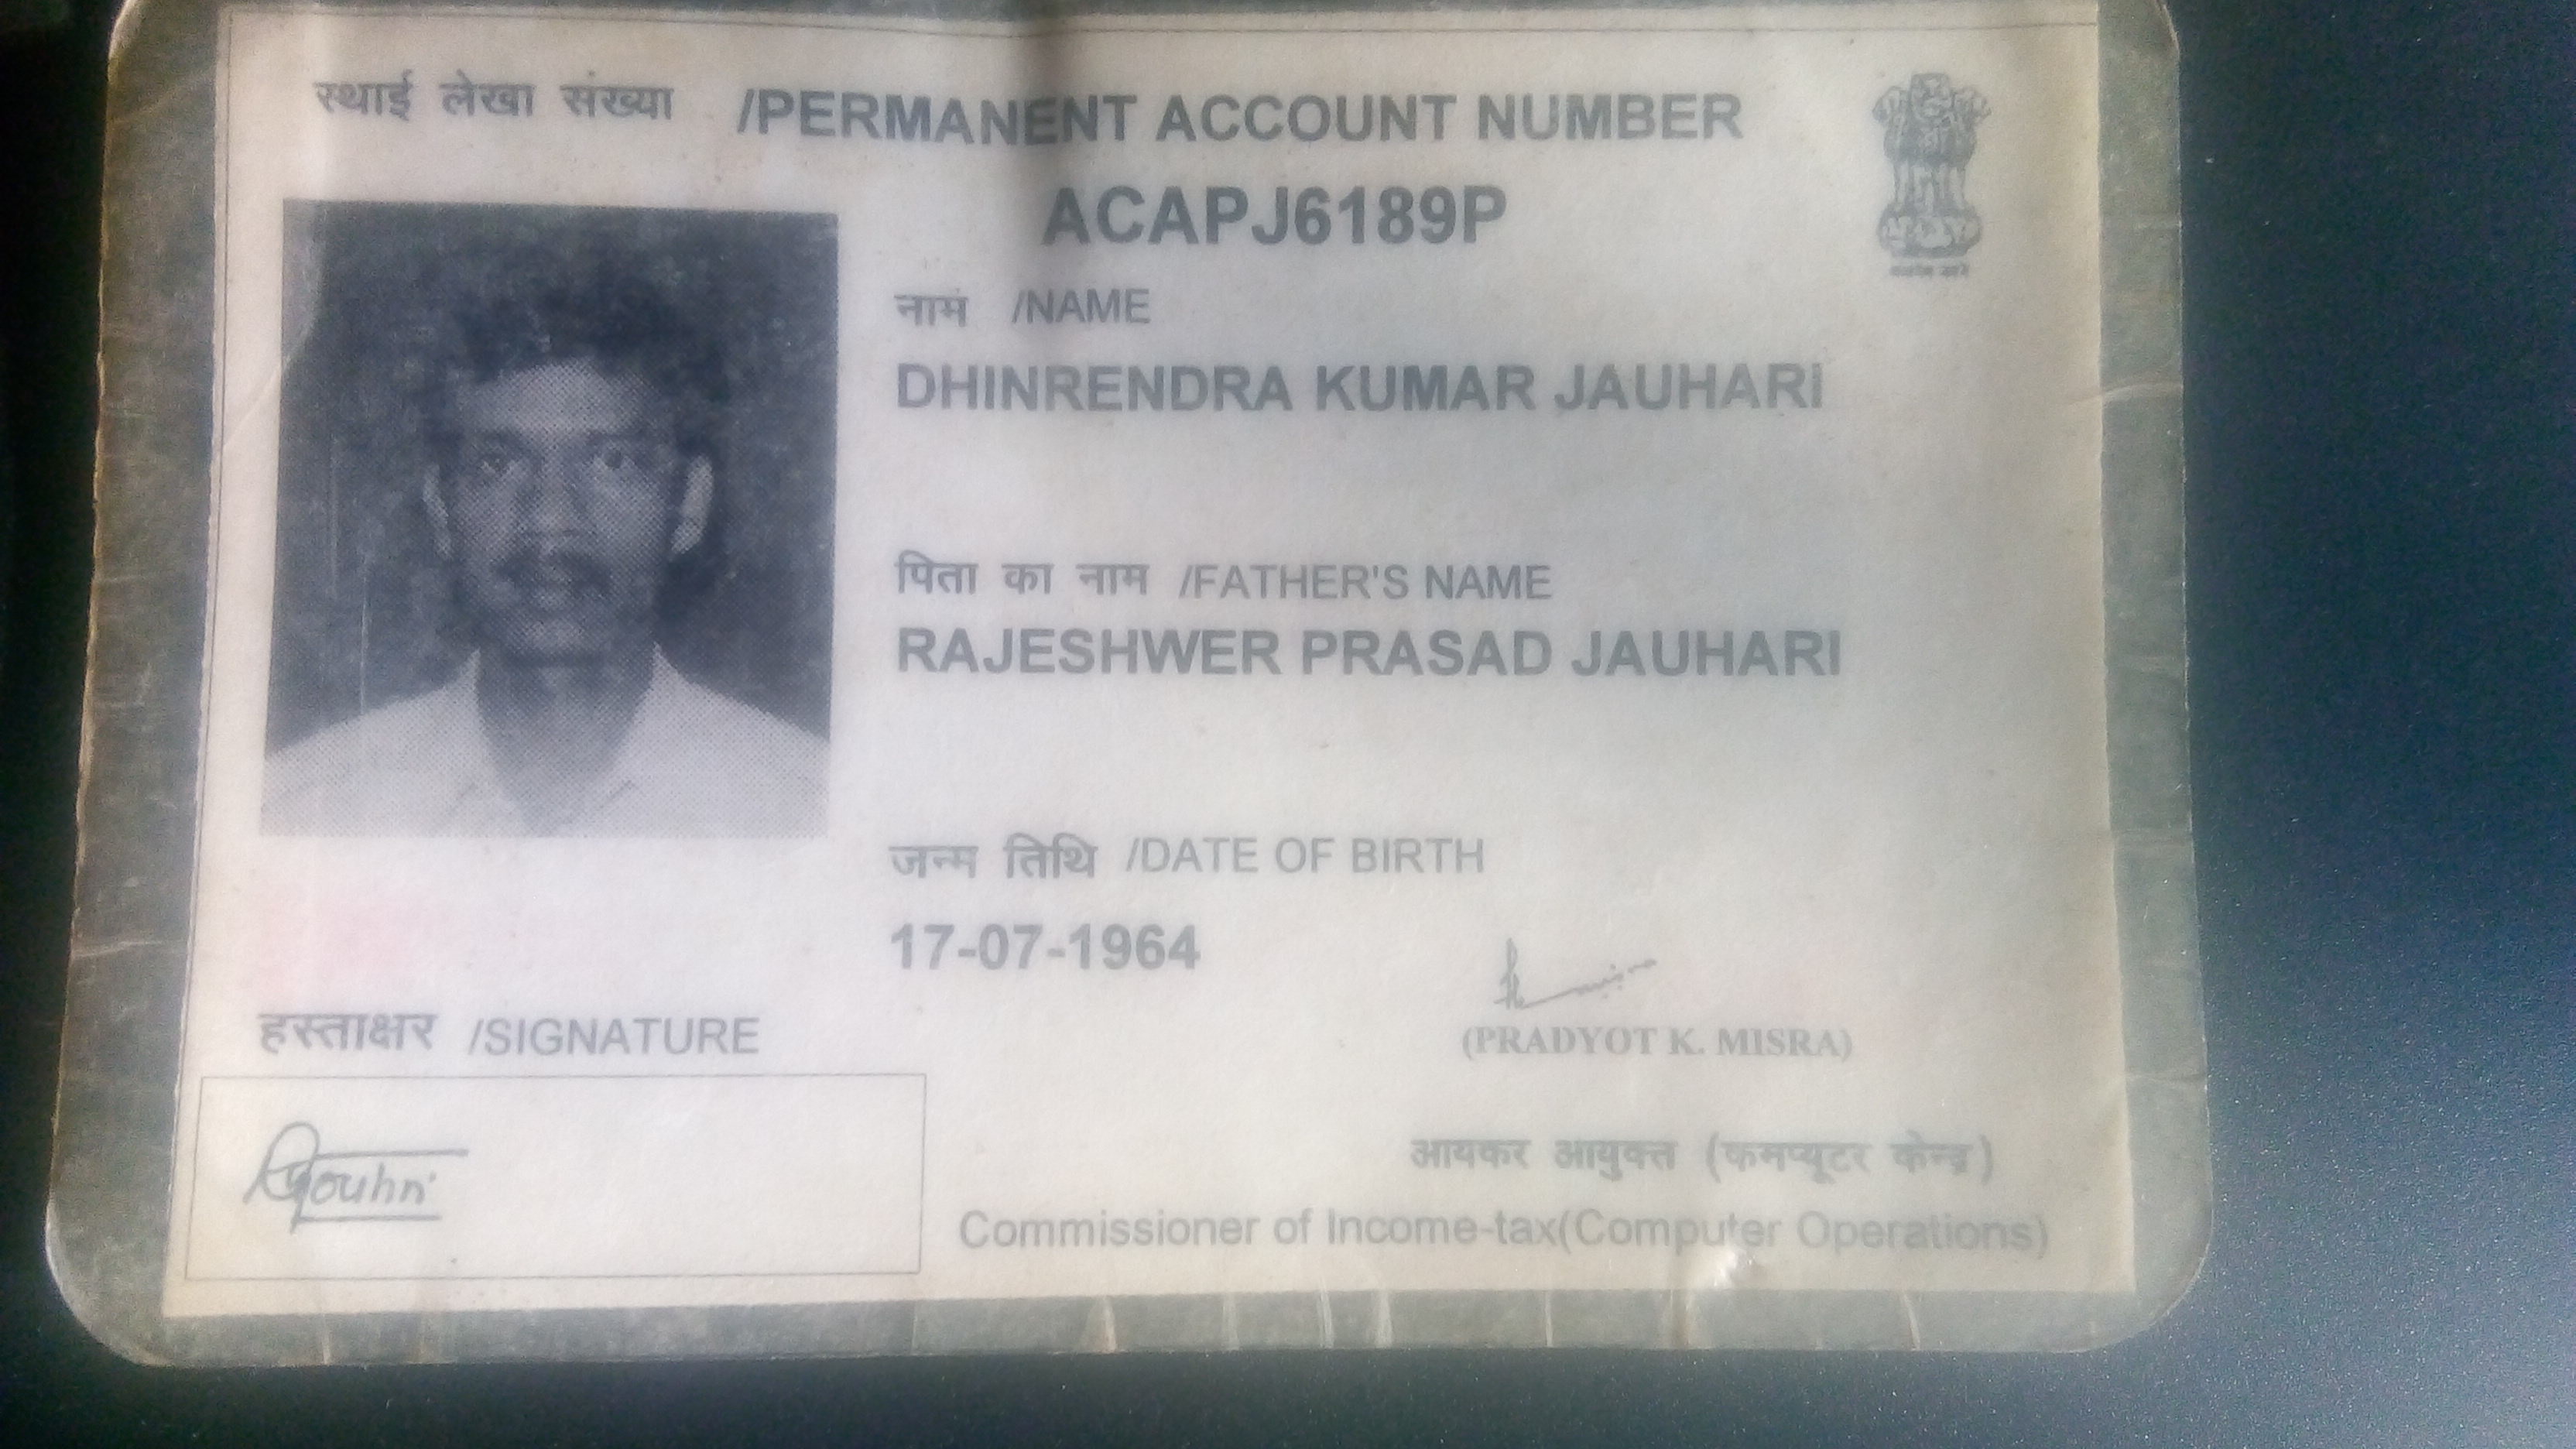 स्थाई लेखा संख्या /PERMANENT ACCOUNT NUMBER
ACAPJ6189P
नाम /NAME
DHINRENDRA KUMAR JAUHARI
पिता का नाम /FATHER'S NAME
RAJESHWER PRASAD JAUHARI
जन्म तिथि /DATE OF BIRTH
17-07-1964
हस्ताक्षर /SIGNATURE
(PRADYOT K. MISRA)
आयकर आयुक्त (कमप्यूटर केन्द्र)
Commissioner of Income-tax(Computer Operations)